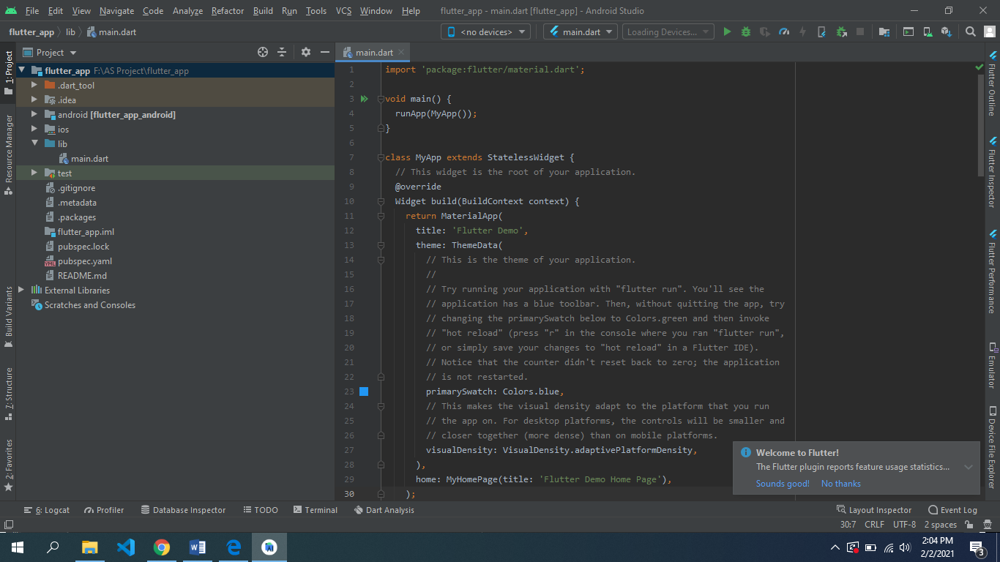 File Edit View Navigate Code Analyze Refactor Build Run Tools VCS Window Help flutter_app - main.dart [flutter_app] - Android Studio
flutter_app lib main.dart <no devices> main.dart Loading Devices...
Project
main.dart
1: Project
Resource Manager
Build Variants
7: Structure
2: Favorites
flutter_app F:\AS Project\flutter_app
.dart_tool
.idea
android [flutter_app_android]
ios
lib
main.dart
test
.gitignore
.metadata
.packages
flutter_app.iml
pubspec.lock
pubspec.yaml
README.md
External Libraries
Scratches and Consoles
1 import 'package:flutter/material.dart';
2
3 void main() {
4 runApp(MyApp());
5 }
6
7 class MyApp extends StatelessWidget {
8 // This widget is the root of your application.
9 @override
10 Widget build(BuildContext context) {
11 return MaterialApp(
12 title: 'Flutter Demo',
13 theme: ThemeData(
14 // This is the theme of your application.
15 //
16 // Try running your application with "flutter run". You'll see the
17 // application has a blue toolbar. Then, without quitting the app, try
18 // changing the primarySwatch below to Colors.green and then invoke
19 // "hot reload" (press "r" in the console where you ran "flutter run",
20 // or simply save your changes to "hot reload" in a Flutter IDE).
21 // Notice that the counter didn't reset back to zero; the application
22 // is not restarted.
23 primarySwatch: Colors.blue,
24 // This makes the visual density adapt to the platform that you run
25 // the app on. For desktop platforms, the controls will be smaller and
26 // closer together (more dense) than on mobile platforms.
27 visualDensity: VisualDensity.adaptivePlatformDensity,
28 ),
29 home: MyHomePage(title: 'Flutter Demo Home Page'),
30 );
Flutter Outline
Flutter Inspector
Flutter Performance
Emulator
Device File Explorer
Welcome to Flutter!
The Flutter plugin reports feature usage statistics...
Sounds good! No thanks
6: Logcat Profiler Database Inspector TODO Terminal Dart Analysis Layout Inspector Event Log
30:7 CRLF UTF-8 2 spaces
2:04 PM
2/2/2021
3